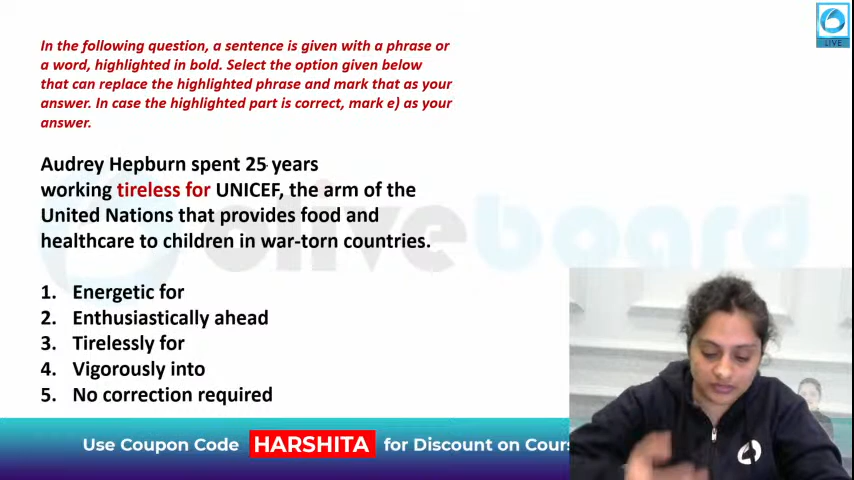 LIVE
In the following question, a sentence is given with a phrase or
a word, highlighted in bold. Select the option given below
that can replace the highlighted phrase and mark that as your
answer. In case the highlighted part is correct, mark e) as your
answer.
Audrey Hepburn spent 25 years
working tireless for UNICEF, the arm of the
United Nations that provides food and
healthcare to children in war-torn countries.
oliveboard
1. Energetic for
2. Enthusiastically ahead
3. Tirelessly for
4. Vigorously into
5. No correction required
Use Coupon Code HARSHITA for Discount on Cours